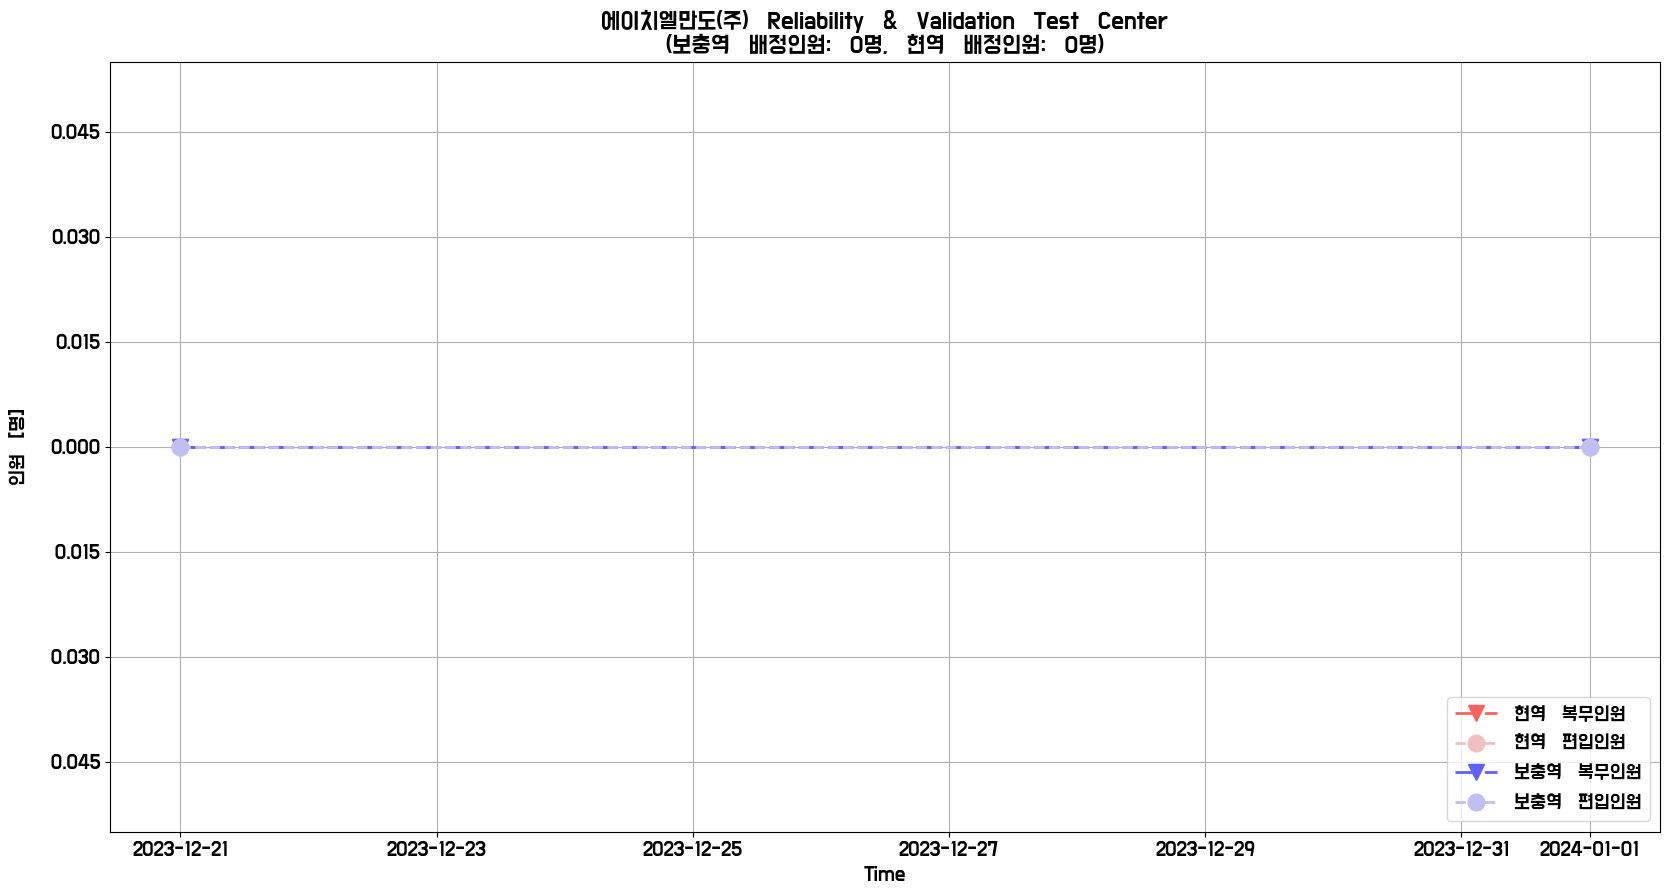 에이치엘만도(주) Reliability & Validation Test Center
(보충역 배정인원: 0명, 현역 배정인원: 0명)
인원 [명]
0.045
0.030
0.015
0.000
0.015
0.030
0.045
현역 복무인원
현역 편입인원
보충역 복무인원
보충역 편입인원
2023-12-21
2023-12-23
2023-12-25
2023-12-27
2023-12-29
2023-12-31
2024-01-01
Time